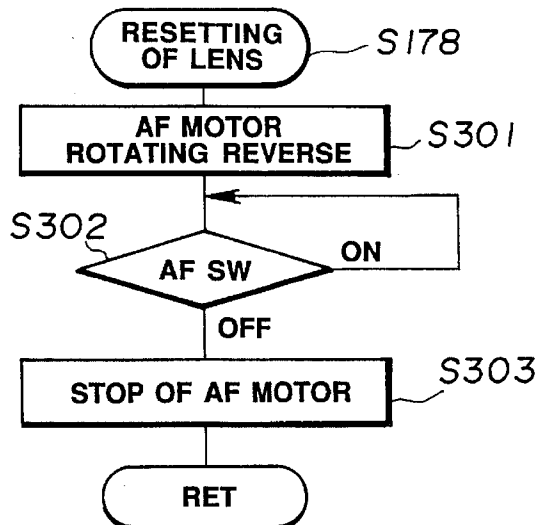 RESETTING
OF LENS
S178
AF MOTOR
ROTATING REVERSE
S301
S302
AF SW
ON
OFF
STOP OF AF MOTOR
S303
RET